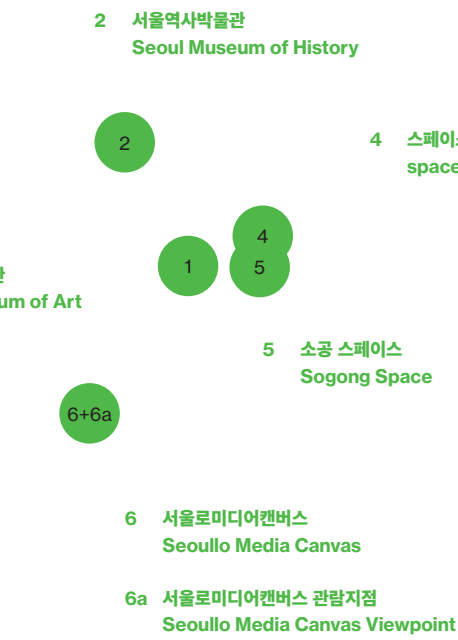 2 서울역사박물관
Seoul Museum of History
2
4
4
1
5
of Art
5 소공 스페이스
Sogong Space
6+6a
6 서울로미디어캔버스
Seoullo Media Canvas
6a 서울로미디어캔버스 관람지점
Seoullo Media Canvas Viewpoint